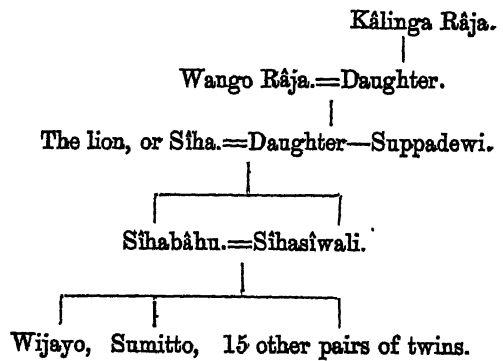 Kâlinga Râja.
Wango Râja.=Daughter.
The lion, or Sîha.=Daughter—Suppadewi.
Sîhabâhu.=Sîhasîwali.
Wijayo, Sumitto, 15 other pairs of twins.